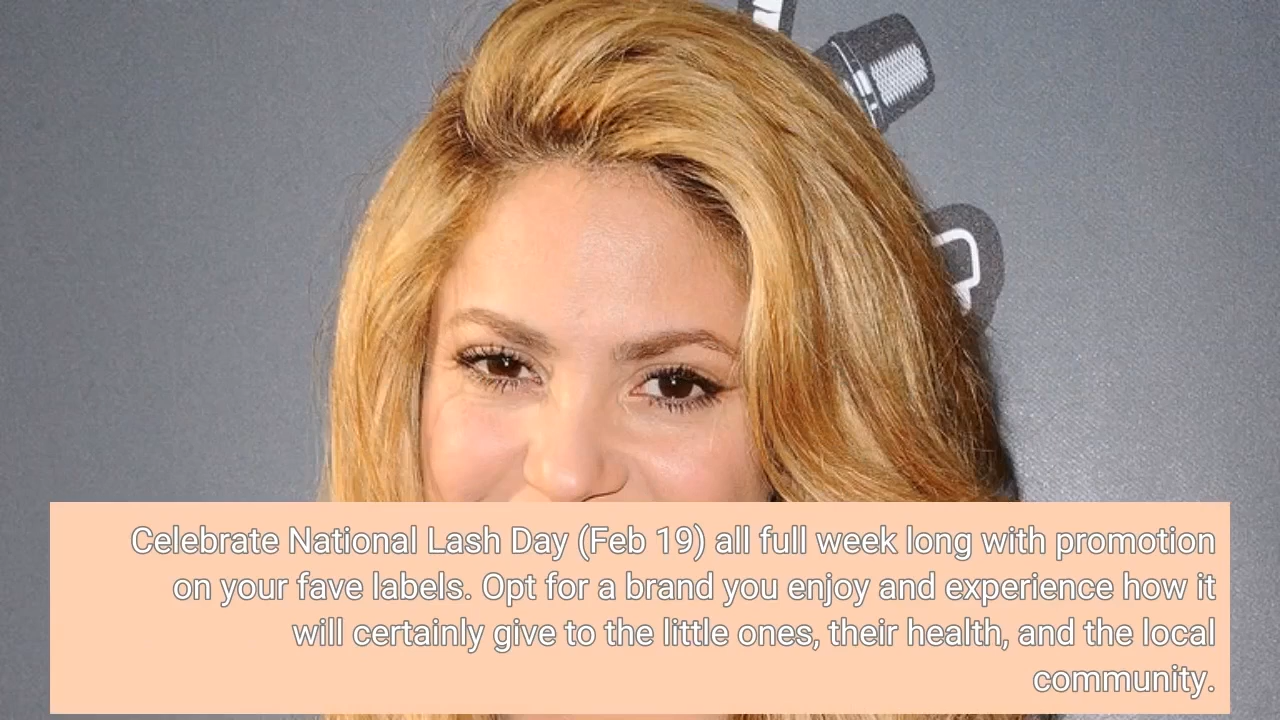 Celebrate National Lash Day (Feb 19) all full week long with promotion
on your fave labels. Opt for a brand you enjoy and experience how it
will certainly give to the little ones, their health, and the local
community.